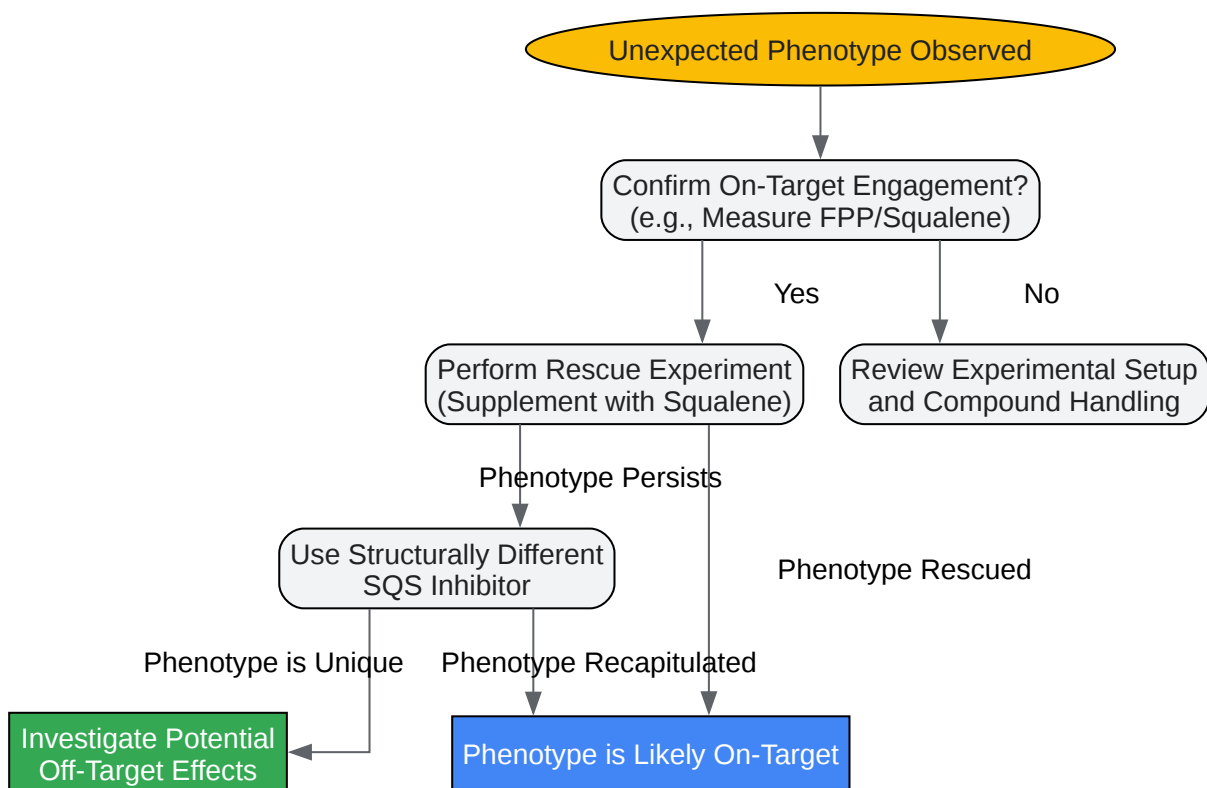 Unexpected Phenotype Observed
Confirm On-Target Engagement?
(e.g., Measure FPP/Squalene)
Yes
No
Perform Rescue Experiment
(Supplement with Squalene)
Review Experimental Setup
and Compound Handling
Phenotype Persists
Use Structurally Different
SQS Inhibitor
Phenotype Rescued
Phenotype is Unique
Phenotype Recapitulated
Investigate Potential
Off-Target Effects
Phenotype is Likely On-Target